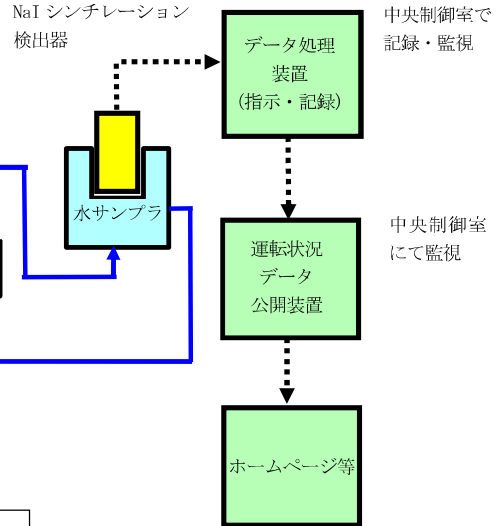 NaI シンチレーション
検出器
中央制御室で
記録・監視
データ処理
装置
(指示・記録)
水サンプラ
中央制御室
にて監視
運転状況
データ
公開装置
ホームページ等